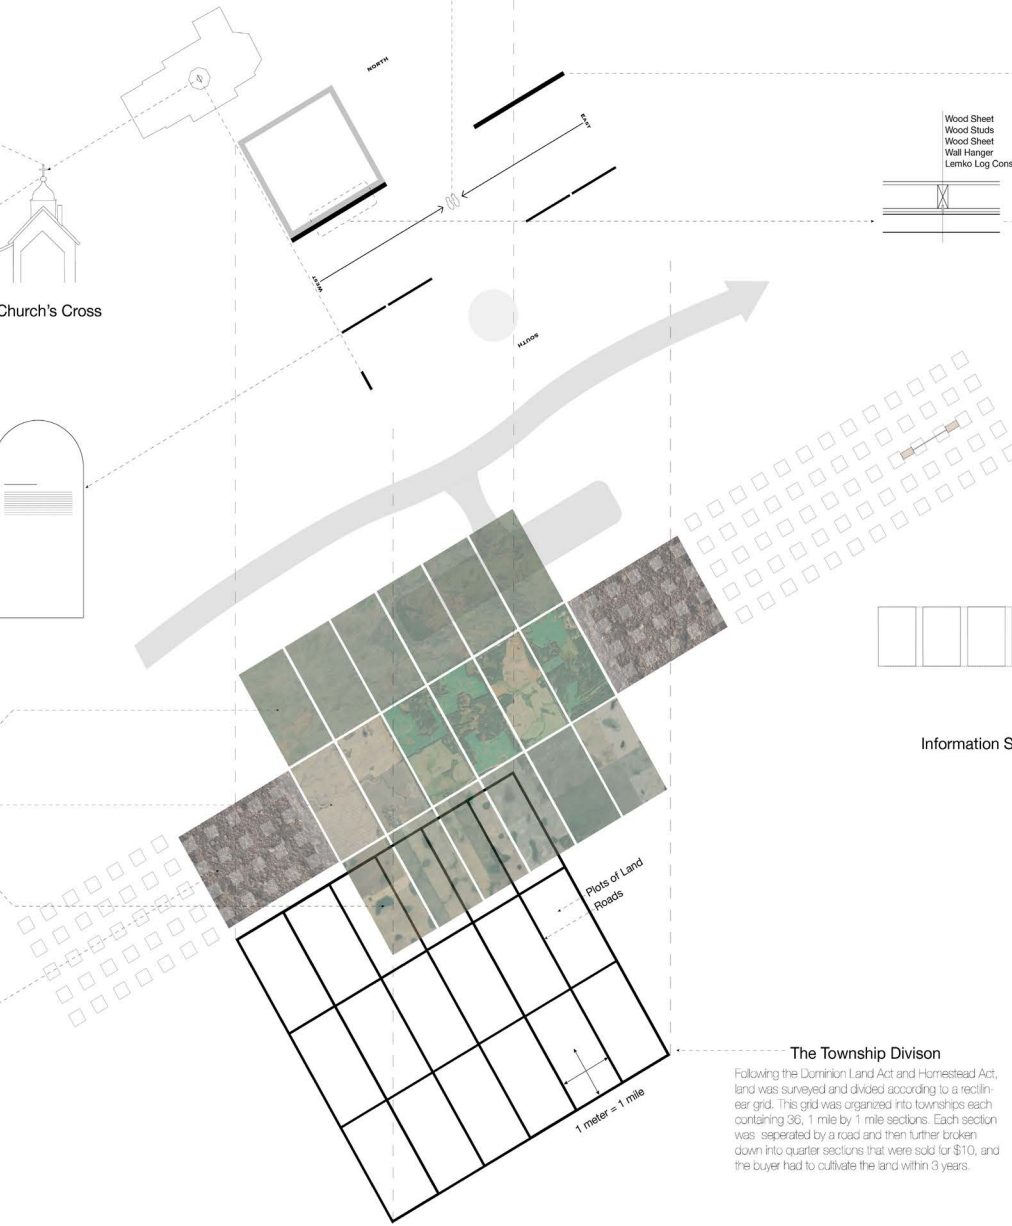 NORTH
EAST
Wood Sheet
Wood Studs
Wood Sheet
Wall Hanger
Lemko Log Cons
WEST
Church's Cross
SOUTH
Information S
Plots of Land
Roads
1 meter = 1 mile
The Township Divison
Following the Dominion Land Act and Homestead Act,
land was surveyed and divided according to a rectilin-
ear grid. This grid was organized into townships each
containing 36, 1 mile by 1 mile sections. Each section
was seperated by a road and then further broken
down into quarter sections that were sold for $10, and
the buyer had to cultivate the land within 3 years.